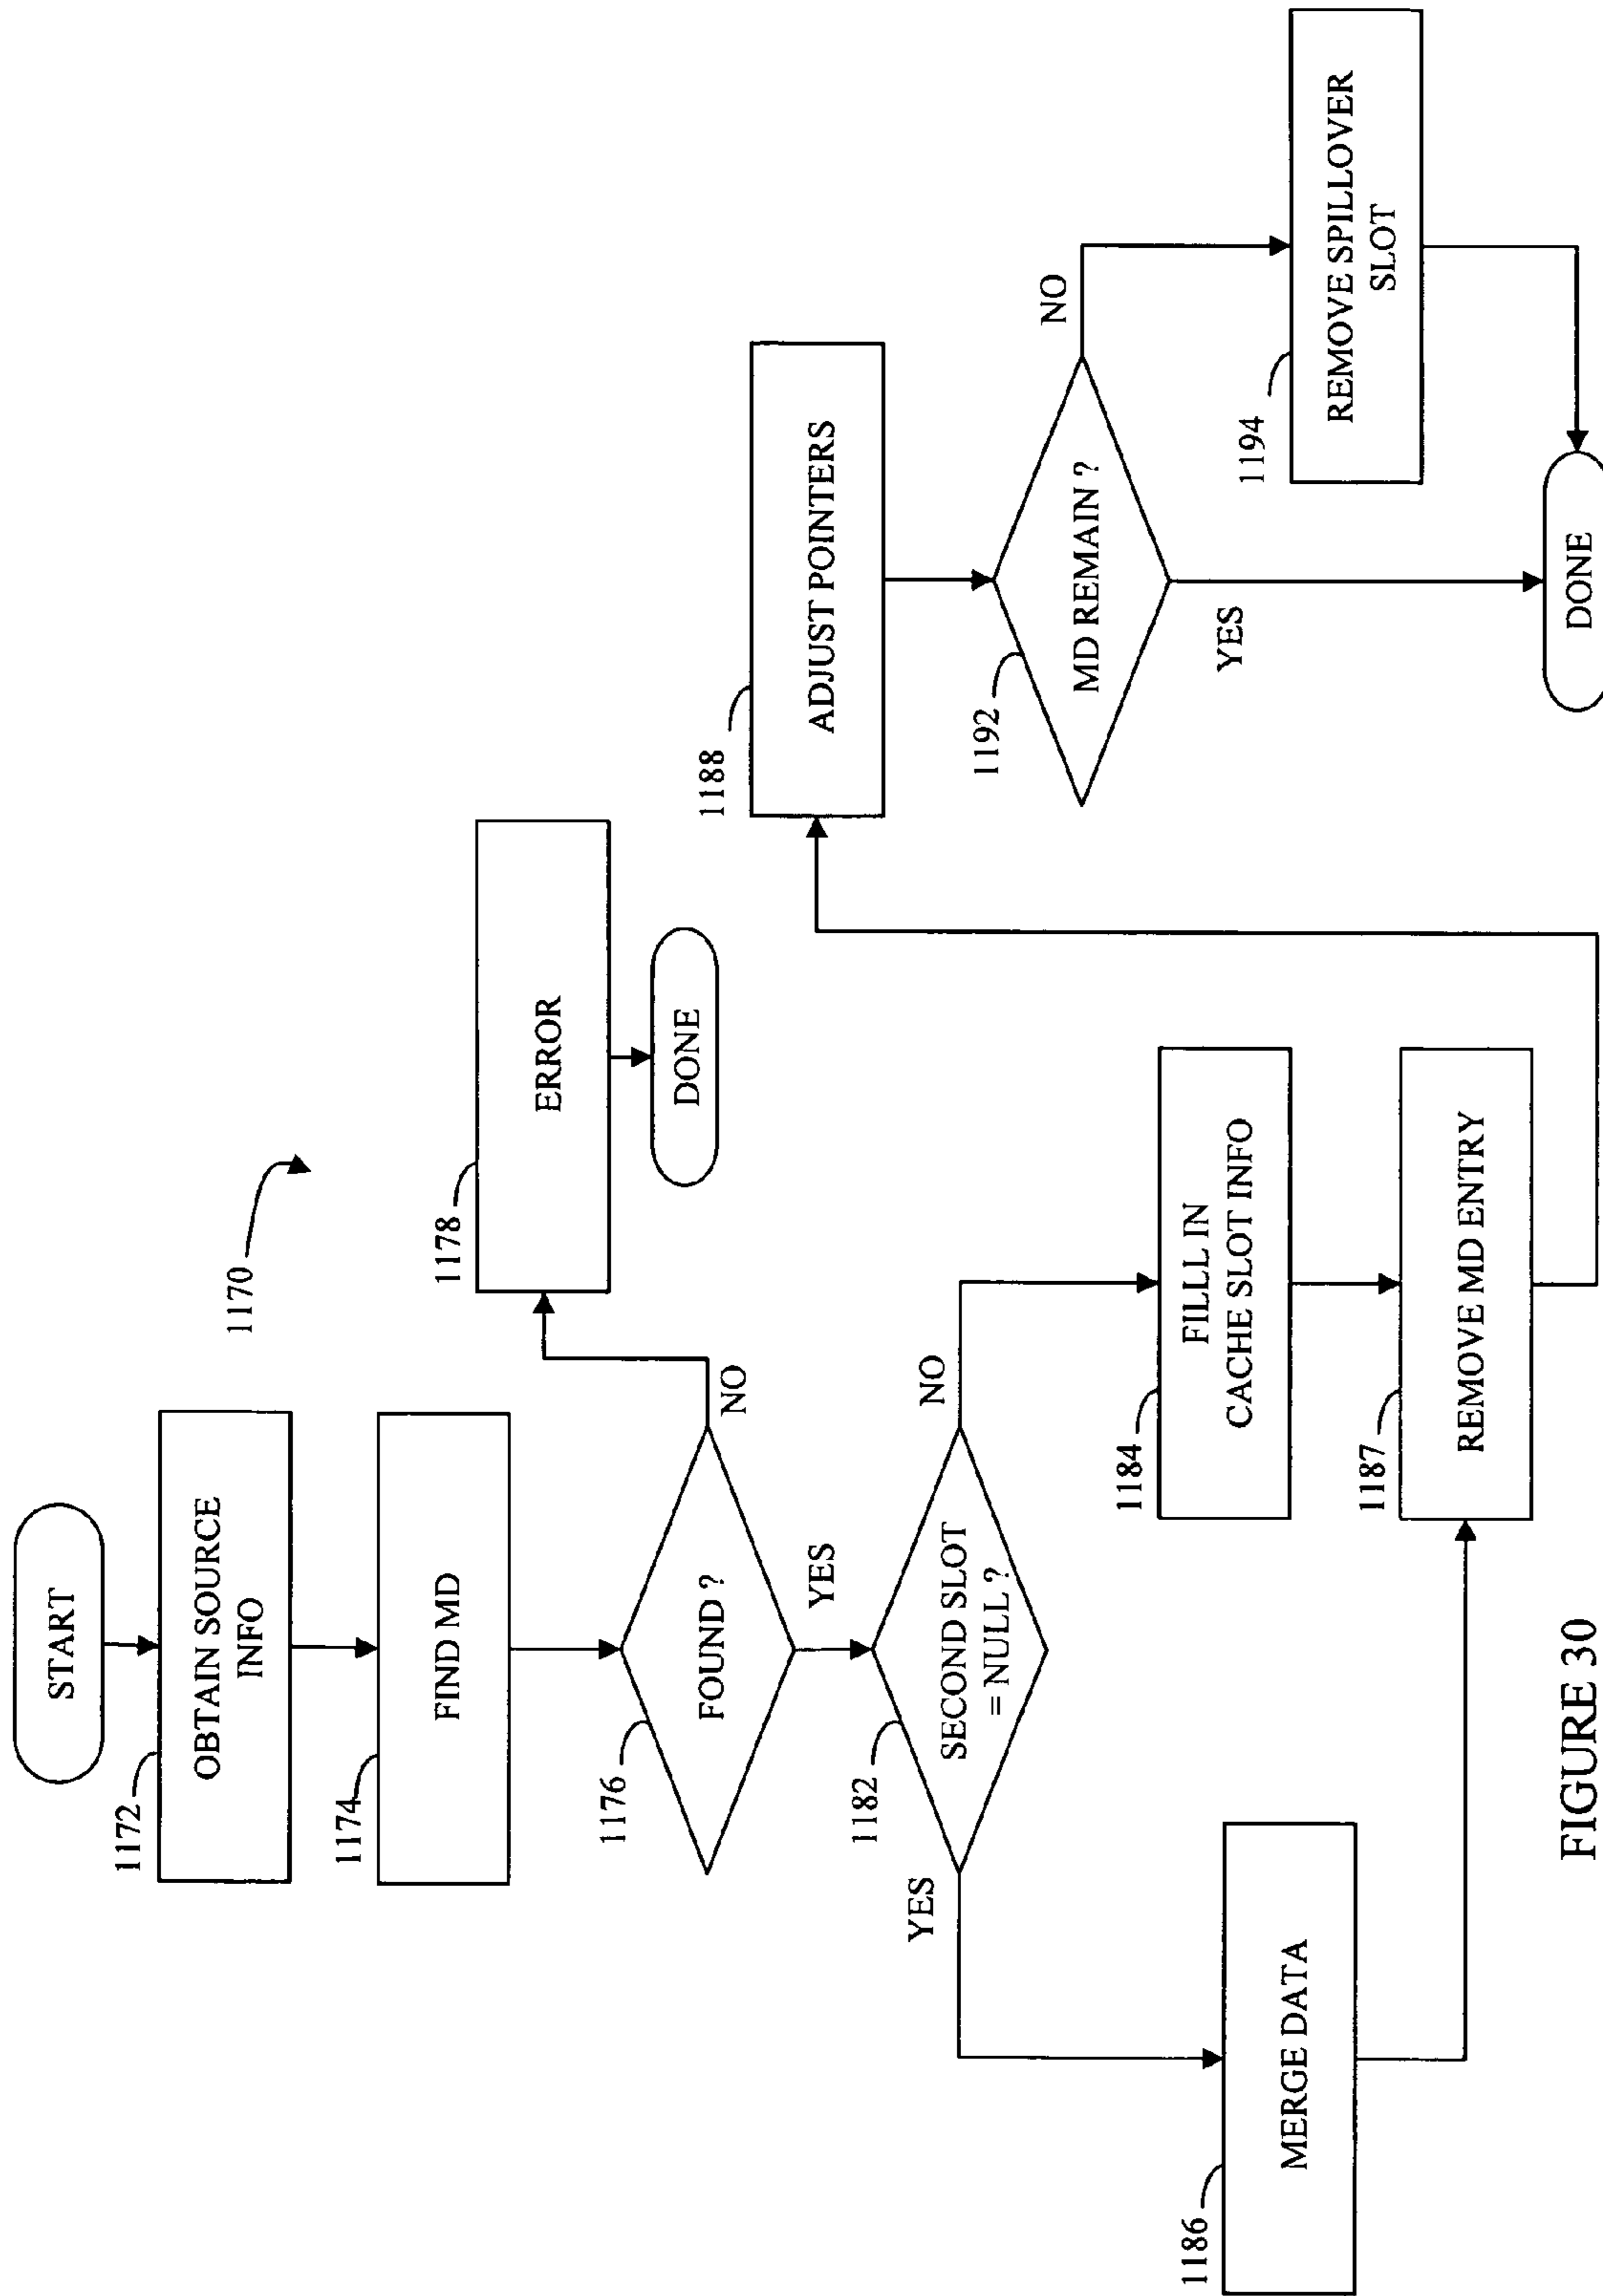 1170
START
1172
OBTAIN SOURCE
INFO
1174
FIND MD
1176
FOUND ?
NO
YES
1178
ERROR
DONE
1182
SECOND SLOT
= NULL ?
YES
NO
1184
FILL IN
CACHE SLOT INFO
1186
MERGE DATA
1187
REMOVE MD ENTRY
1188
ADJUST POINTERS
1192
MD REMAIN ?
NO
YES
1194
REMOVE SPILLOVER
SLOT
DONE
FIGURE 30